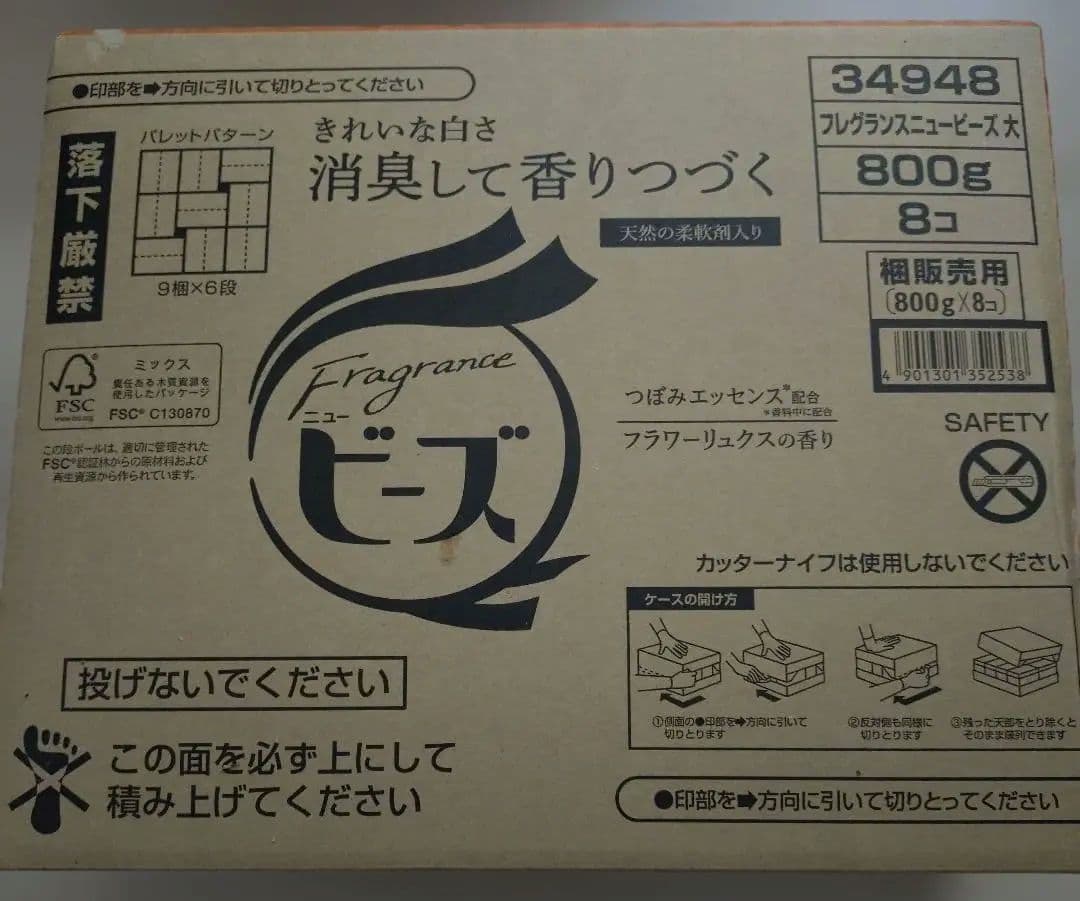 ●印部を➡方向に引いて切りとってください
落下厳禁
パレットパターン
9梱×6段
きれいな白さ
消臭して香りつづく
天然の柔軟剤入り
34948
フレグランスニュービーズ 大
800g
8コ
梱販売用
(800g×8コ)
4 901301 352538
FSC
www.fsc.org
ミックス
責任ある木質資源を
使用したパッケージ
FSC® C130870
この段ボールは、適切に管理された
FSC®認証林からの原材料および
再生資源から作られています。
Fragrance
ニュー
ビーズ
つぼみエッセンス*配合
*香料中に配合
フラワーリュクスの香り
SAFETY
カッターナイフは使用しないでください
ケースの開け方
①側面の●印部を➡方向に引いて
切りとります
②反対側も同様に
切りとります
③残った天部をとり除くと
そのまま陳列できます
投げないでください
この面を必ず上にして
積み上げてください
●印部を➡方向に引いて切りとってください